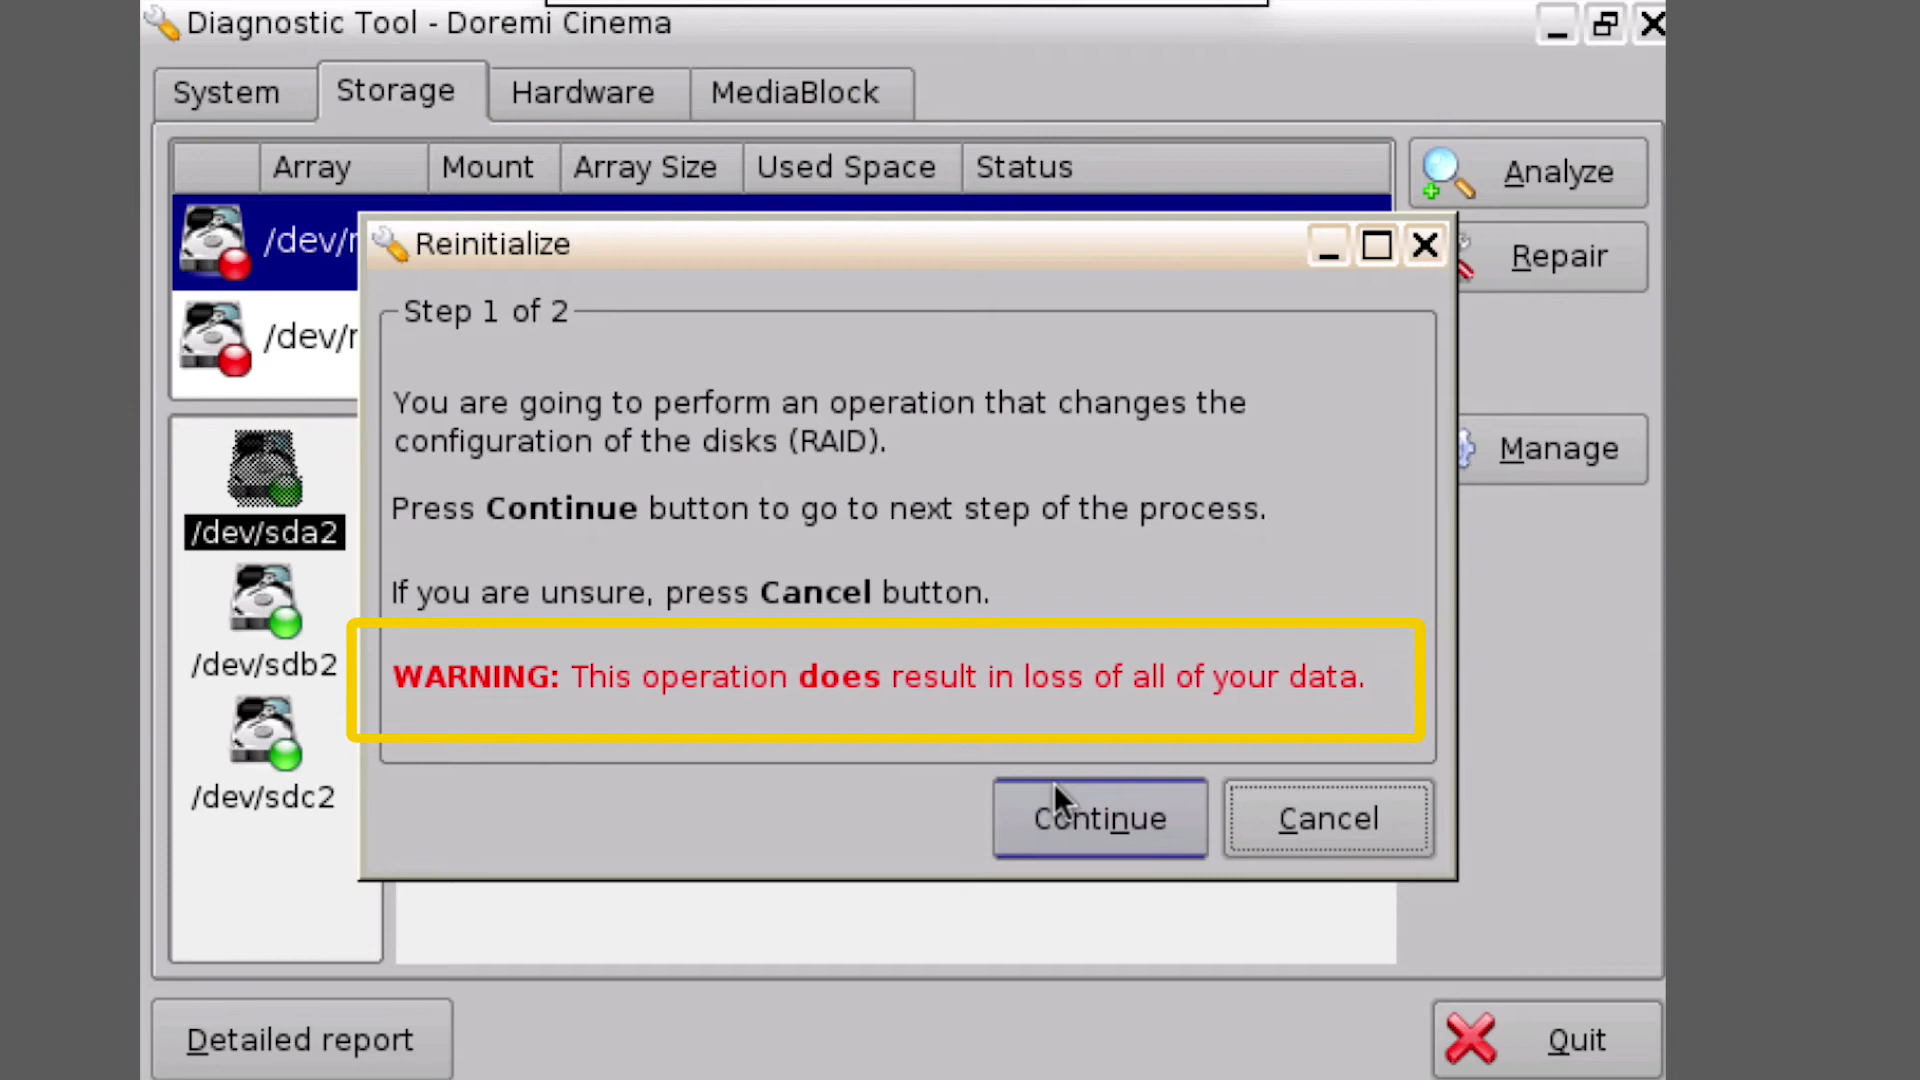 Diagnostic Tool - Doremi Cinema
System Storage Hardware MediaBlock
Array Mount Array Size Used Space Status
Analyze
/dev/r
Reinitialize
Repair
Step 1 of 2
/dev/r
You are going to perform an operation that changes the
configuration of the disks (RAID).
Manage
Press Continue button to go to next step of the process.
/dev/sda2
If you are unsure, press Cancel button.
/dev/sdb2
WARNING: This operation does result in loss of all of your data.
/dev/sdc2
Continue Cancel
Detailed report
Quit